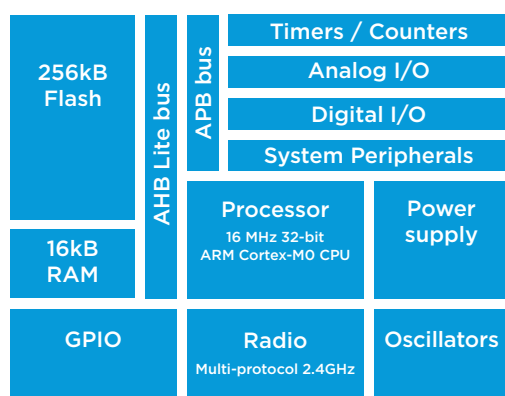 256kB
Flash
16kB
RAM
AHB Lite bus
APB bus
Timers / Counters
Analog I/O
Digital I/O
System Peripherals
Processor
16 MHz 32-bit
ARM Cortex-M0 CPU
Power
supply
GPIO
Radio
Multi-protocol 2.4GHz
Oscillators